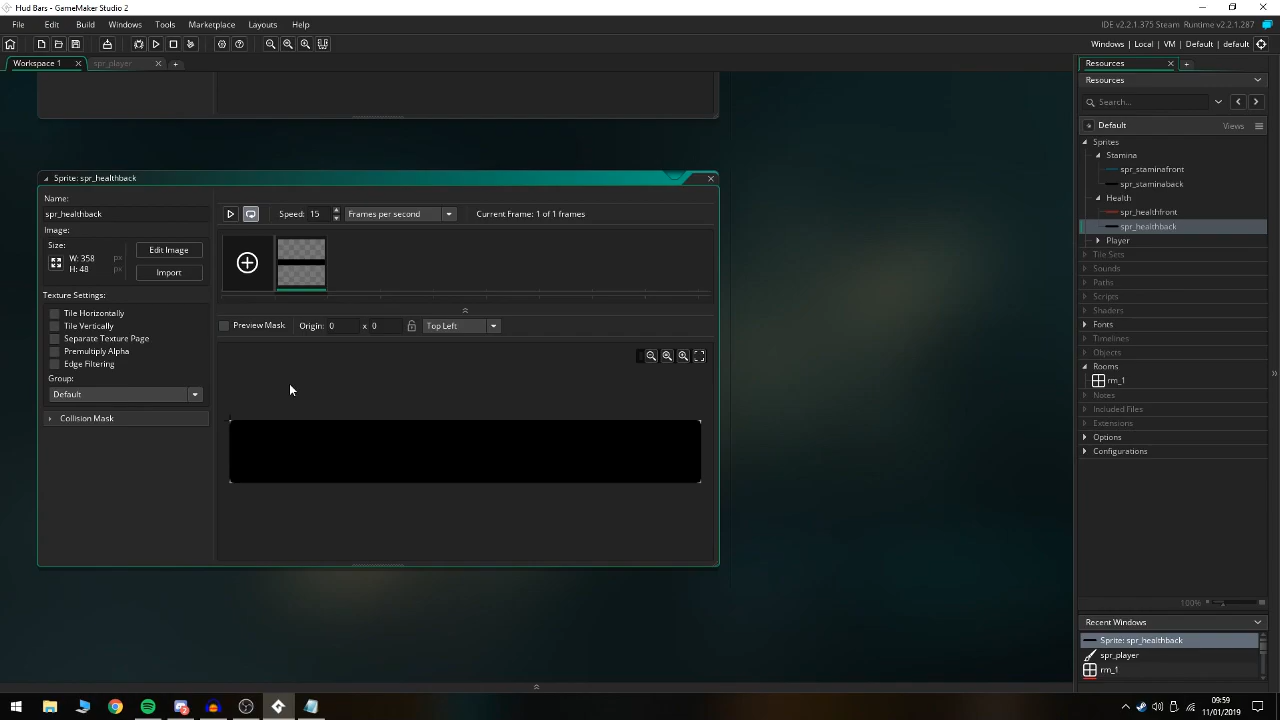 Hud Bars - GameMaker Studio 2
File Edit Build Windows Tools Marketplace Layouts Help
IDE v2.2.1.375 Steam Runtime v2.2.1.287
Windows | Local | VM | Default | default
Workspace 1
spr_player
Resources
Resources
Search...
Default
Views
Sprites
Stamina
spr_staminafront
spr_staminaback
Health
spr_healthfront
spr_healthback
Player
Tile Sets
Sounds
Paths
Scripts
Shaders
Fonts
Timelines
Objects
Rooms
rm_1
Notes
Included Files
Extensions
Options
Configurations
100%
Recent Windows
Sprite: spr_healthback
spr_player
rm_1
Sprite: spr_healthback
Name:
spr_healthback
Image:
Size:
W: 358 px
H: 48 px
Edit Image
Import
Texture Settings:
Tile Horizontally
Tile Vertically
Separate Texture Page
Premultiply Alpha
Edge Filtering
Group:
Default
Collision Mask
Speed: 15 Frames per second Current Frame: 1 of 1 frames
Preview Mask Origin: 0 x 0 Top Left
09:59
11/01/2019